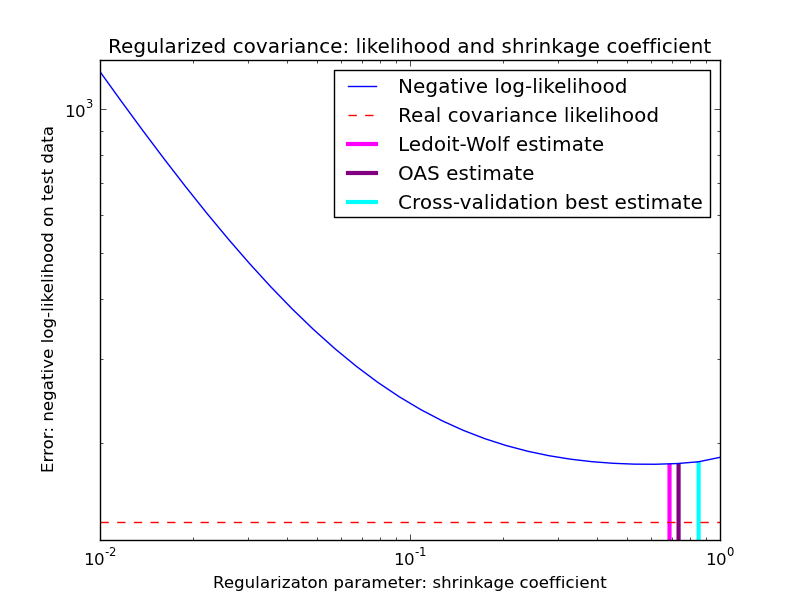 Regularized covariance: likelihood and shrinkage coefficient
Negative log-likelihood
Real covariance likelihood
Ledoit-Wolf estimate
OAS estimate
Cross-validation best estimate
10³
Error: negative log-likelihood on test data
10⁻² 10⁻¹ 10⁰
Regularizaton parameter: shrinkage coefficient